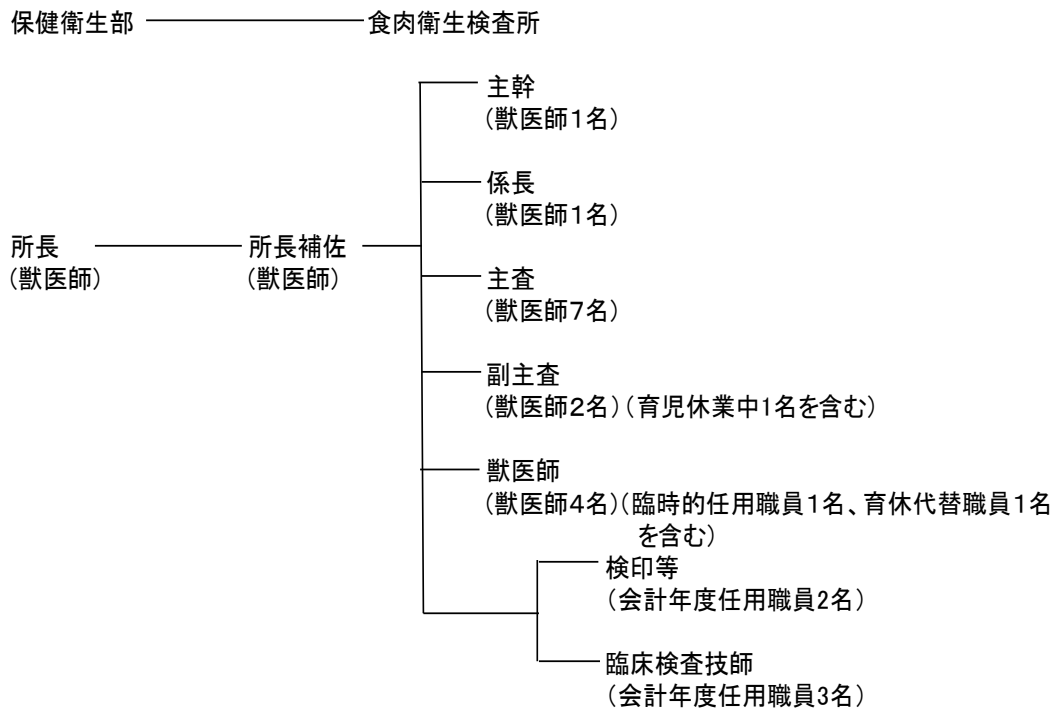 保健衛生部 食肉衛生検査所
主幹
(獣医師1名)
係長
(獣医師1名)
所長 所長補佐
(獣医師) (獣医師)
主査
(獣医師7名)
副主査
(獣医師2名)(育児休業中1名を含む)
獣医師
(獣医師4名)(臨時的任用職員1名、育休代替職員1名
を含む)
検印等
(会計年度任用職員2名)
臨床検査技師
(会計年度任用職員3名)